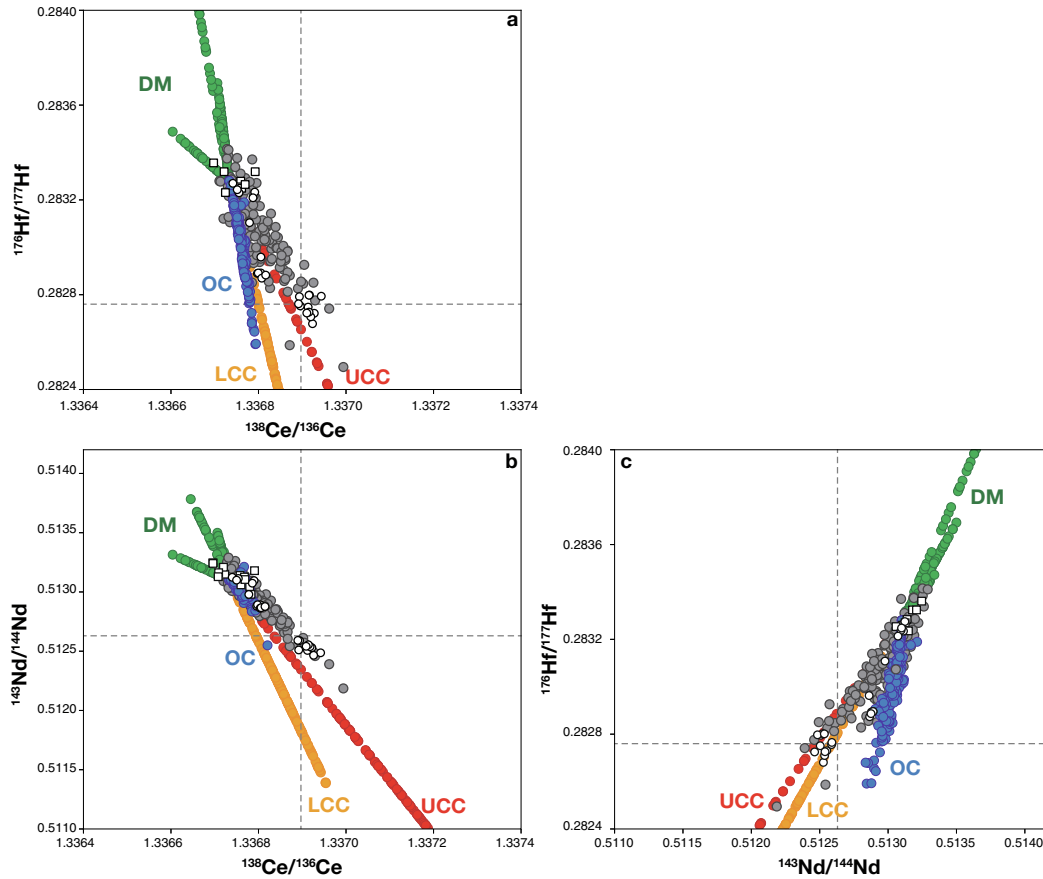 a
0.2840
0.2836
0.2832
0.2828
0.2824
¹⁷⁶Hf/¹⁷⁷Hf
DM
OC
LCC
UCC
1.3364 1.3366 1.3368 1.3370 1.3372 1.3374
¹³⁸Ce/¹³⁶Ce
b
0.5140
0.5135
0.5130
0.5125
0.5120
0.5115
0.5110
¹⁴³Nd/¹⁴⁴Nd
DM
OC
LCC
UCC
1.3364 1.3366 1.3368 1.3370 1.3372 1.3374
¹³⁸Ce/¹³⁶Ce
c
0.2840
0.2836
0.2832
0.2828
0.2824
¹⁷⁶Hf/¹⁷⁷Hf
DM
OC
UCC
LCC
0.5110 0.5115 0.5120 0.5125 0.5130 0.5135 0.5140
¹⁴³Nd/¹⁴⁴Nd